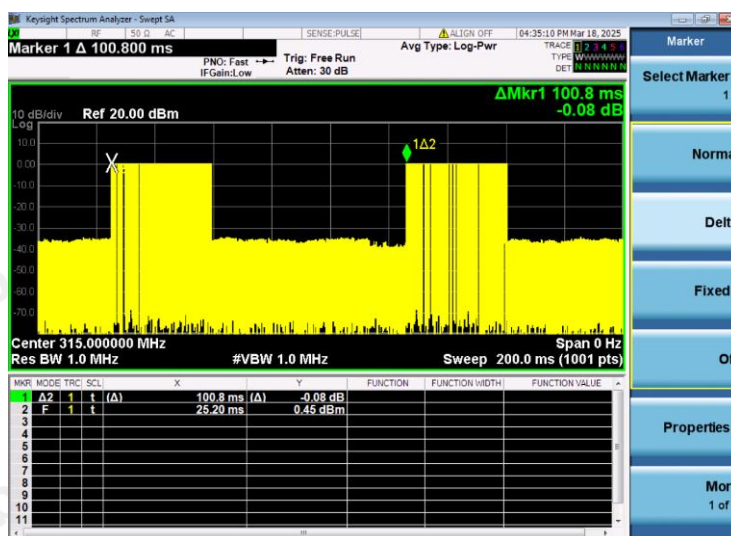 Keysight Spectrum Analyzer - Swept SA
RF 50 Ω AC SENSE:PULSE ALIGN OFF 04:35:10 PM Mar 18, 2025
Marker 1 Δ 100.800 ms
PNO: Fast
IFGain:Low
Trig: Free Run
Atten: 30 dB
Avg Type: Log-Pwr
TRACE 1 2 3 4 5 6
TYPE WWWWWW
DET N N N N N N
Marker
Select Marker
1
Norma
Delt
Fixed
Of
Properties
Mor
1 of
ΔMkr1 100.8 ms
-0.08 dB
10 dB/div Ref 20.00 dBm
Log
10.0
0.00
-10.0
-20.0
-30.0
-40.0
-50.0
-60.0
-70.0
X
1Δ2
Center 315.000000 MHz Span 0 Hz
Res BW 1.0 MHz #VBW 1.0 MHz Sweep 200.0 ms (1001 pts)
MKR MODE TRC SCL X Y FUNCTION FUNCTION WIDTH FUNCTION VALUE
1 Δ2 1 t (Δ) 100.8 ms (Δ) -0.08 dB
2 F 1 t 25.20 ms 0.45 dBm
3
4
5
6
7
8
9
10
11